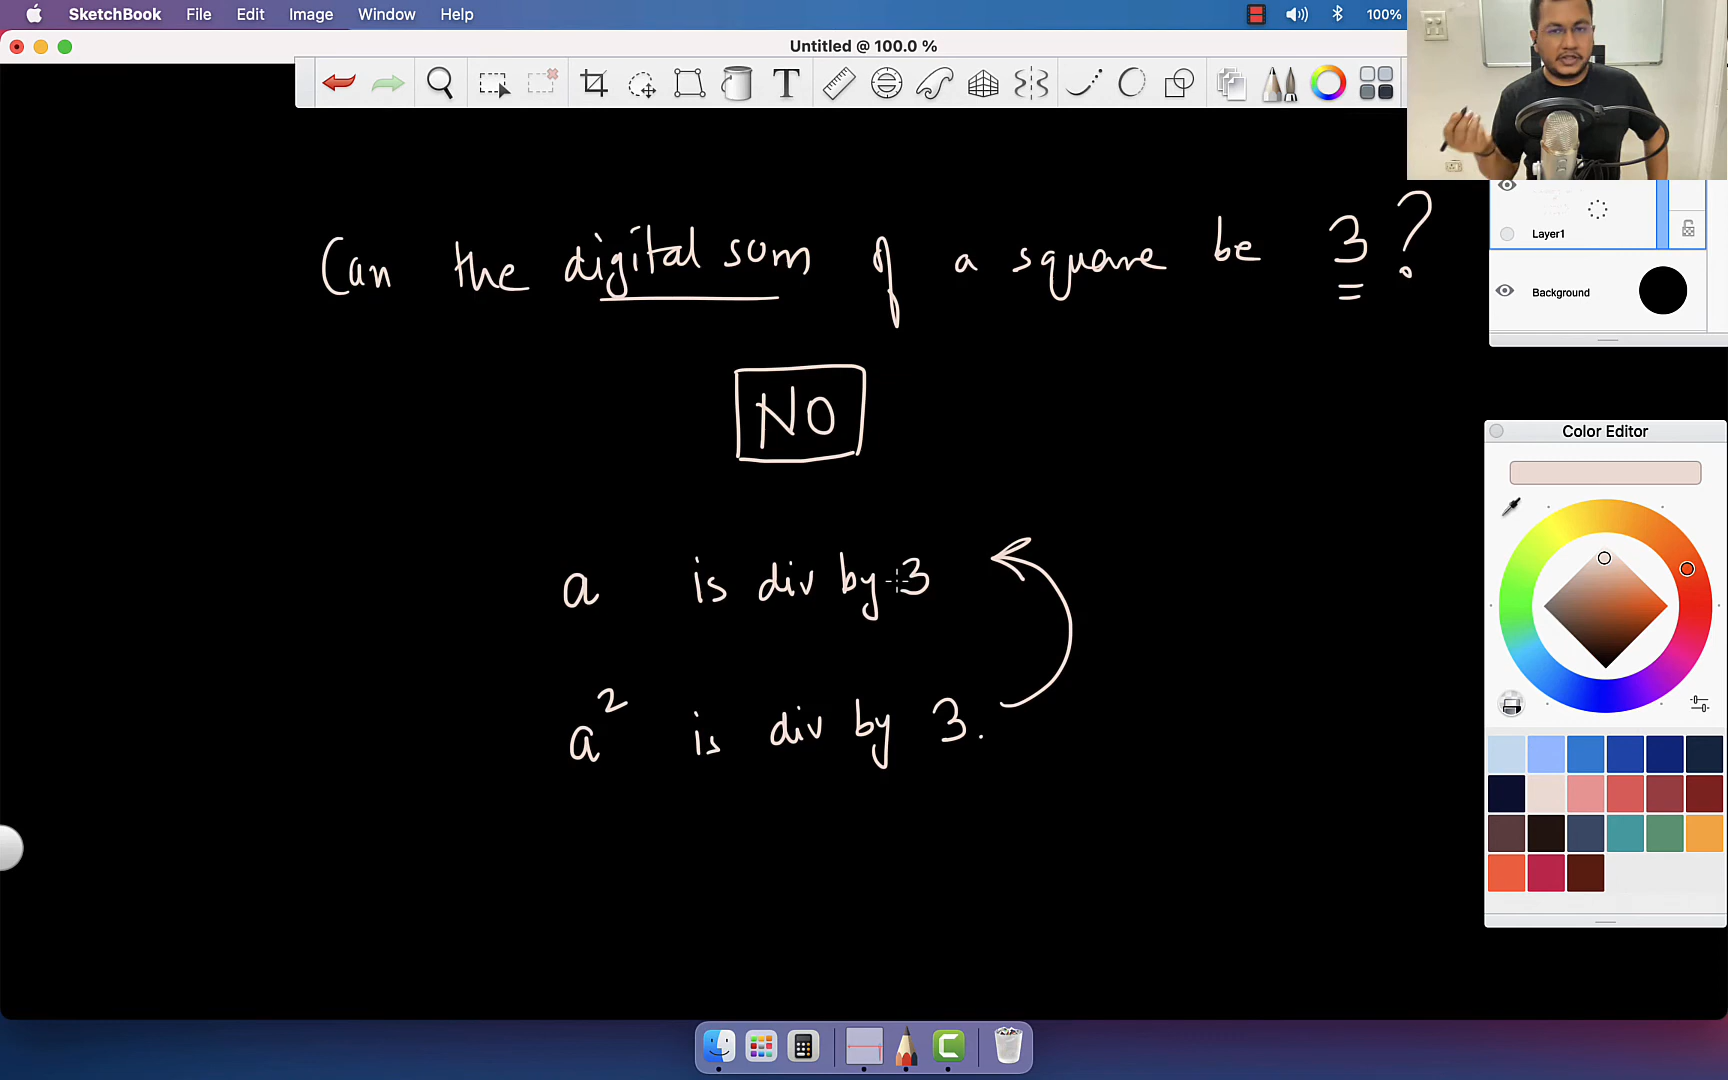 SketchBook File Edit Image Window Help 100%
Untitled @ 100.0 %
T
Can the digital sum of a square be 3?
Layer1
Background
NO
Color Editor
a is div by 3
a² is div by 3.